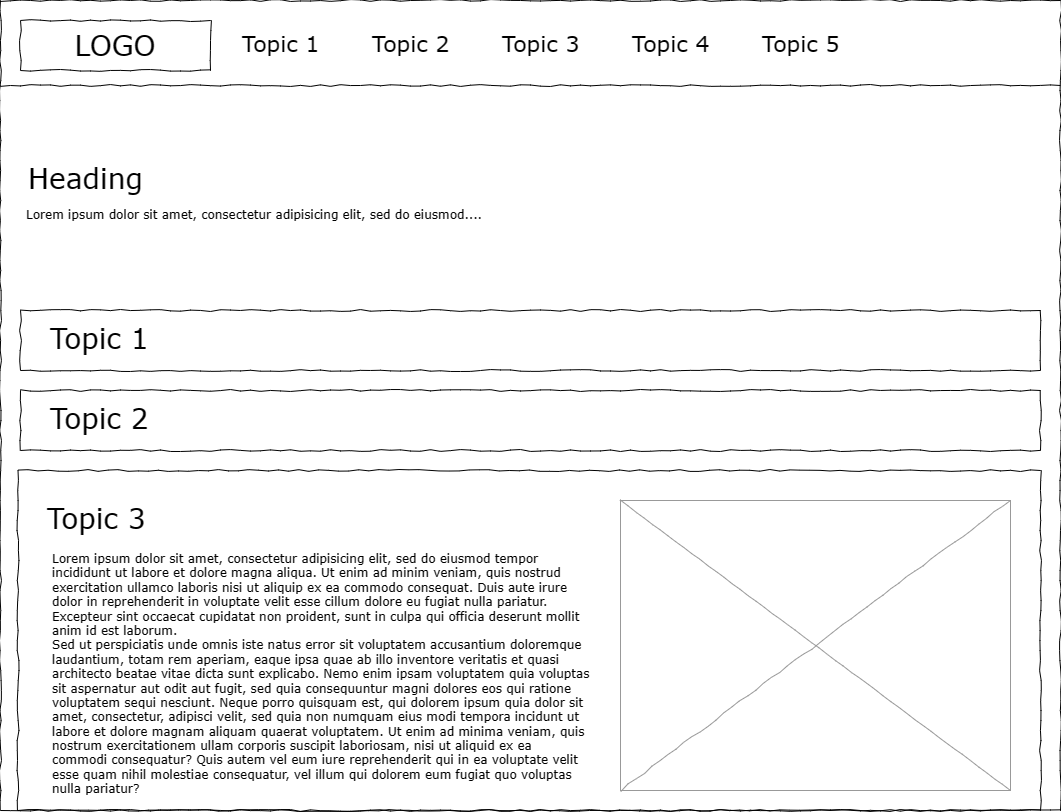 LOGO
Topic 1
Topic 2
Topic 3
Topic 4
Topic 5
Heading
Lorem ipsum dolor sit amet, consectetur adipisicing elit, sed do eiusmod....
Topic 1
Topic 2
Topic 3
Lorem ipsum dolor sit amet, consectetur adipisicing elit, sed do eiusmod tempor
incididunt ut labore et dolore magna aliqua. Ut enim ad minim veniam, quis nostrud
exercitation ullamco laboris nisi ut aliquip ex ea commodo consequat. Duis aute irure
dolor in reprehenderit in voluptate velit esse cillum dolore eu fugiat nulla pariatur.
Excepteur sint occaecat cupidatat non proident, sunt in culpa qui officia deserunt mollit
anim id est laborum.
Sed ut perspiciatis unde omnis iste natus error sit voluptatem accusantium doloremque
laudantium, totam rem aperiam, eaque ipsa quae ab illo inventore veritatis et quasi
architecto beatae vitae dicta sunt explicabo. Nemo enim ipsam voluptatem quia voluptas
sit aspernatur aut odit aut fugit, sed quia consequuntur magni dolores eos qui ratione
voluptatem sequi nesciunt. Neque porro quisquam est, qui dolorem ipsum quia dolor sit
amet, consectetur, adipisci velit, sed quia non numquam eius modi tempora incidunt ut
labore et dolore magnam aliquam quaerat voluptatem. Ut enim ad minima veniam, quis
nostrum exercitationem ullam corporis suscipit laboriosam, nisi ut aliquid ex ea
commodi consequatur? Quis autem vel eum iure reprehenderit qui in ea voluptate velit
esse quam nihil molestiae consequatur, vel illum qui dolorem eum fugiat quo voluptas
nulla pariatur?